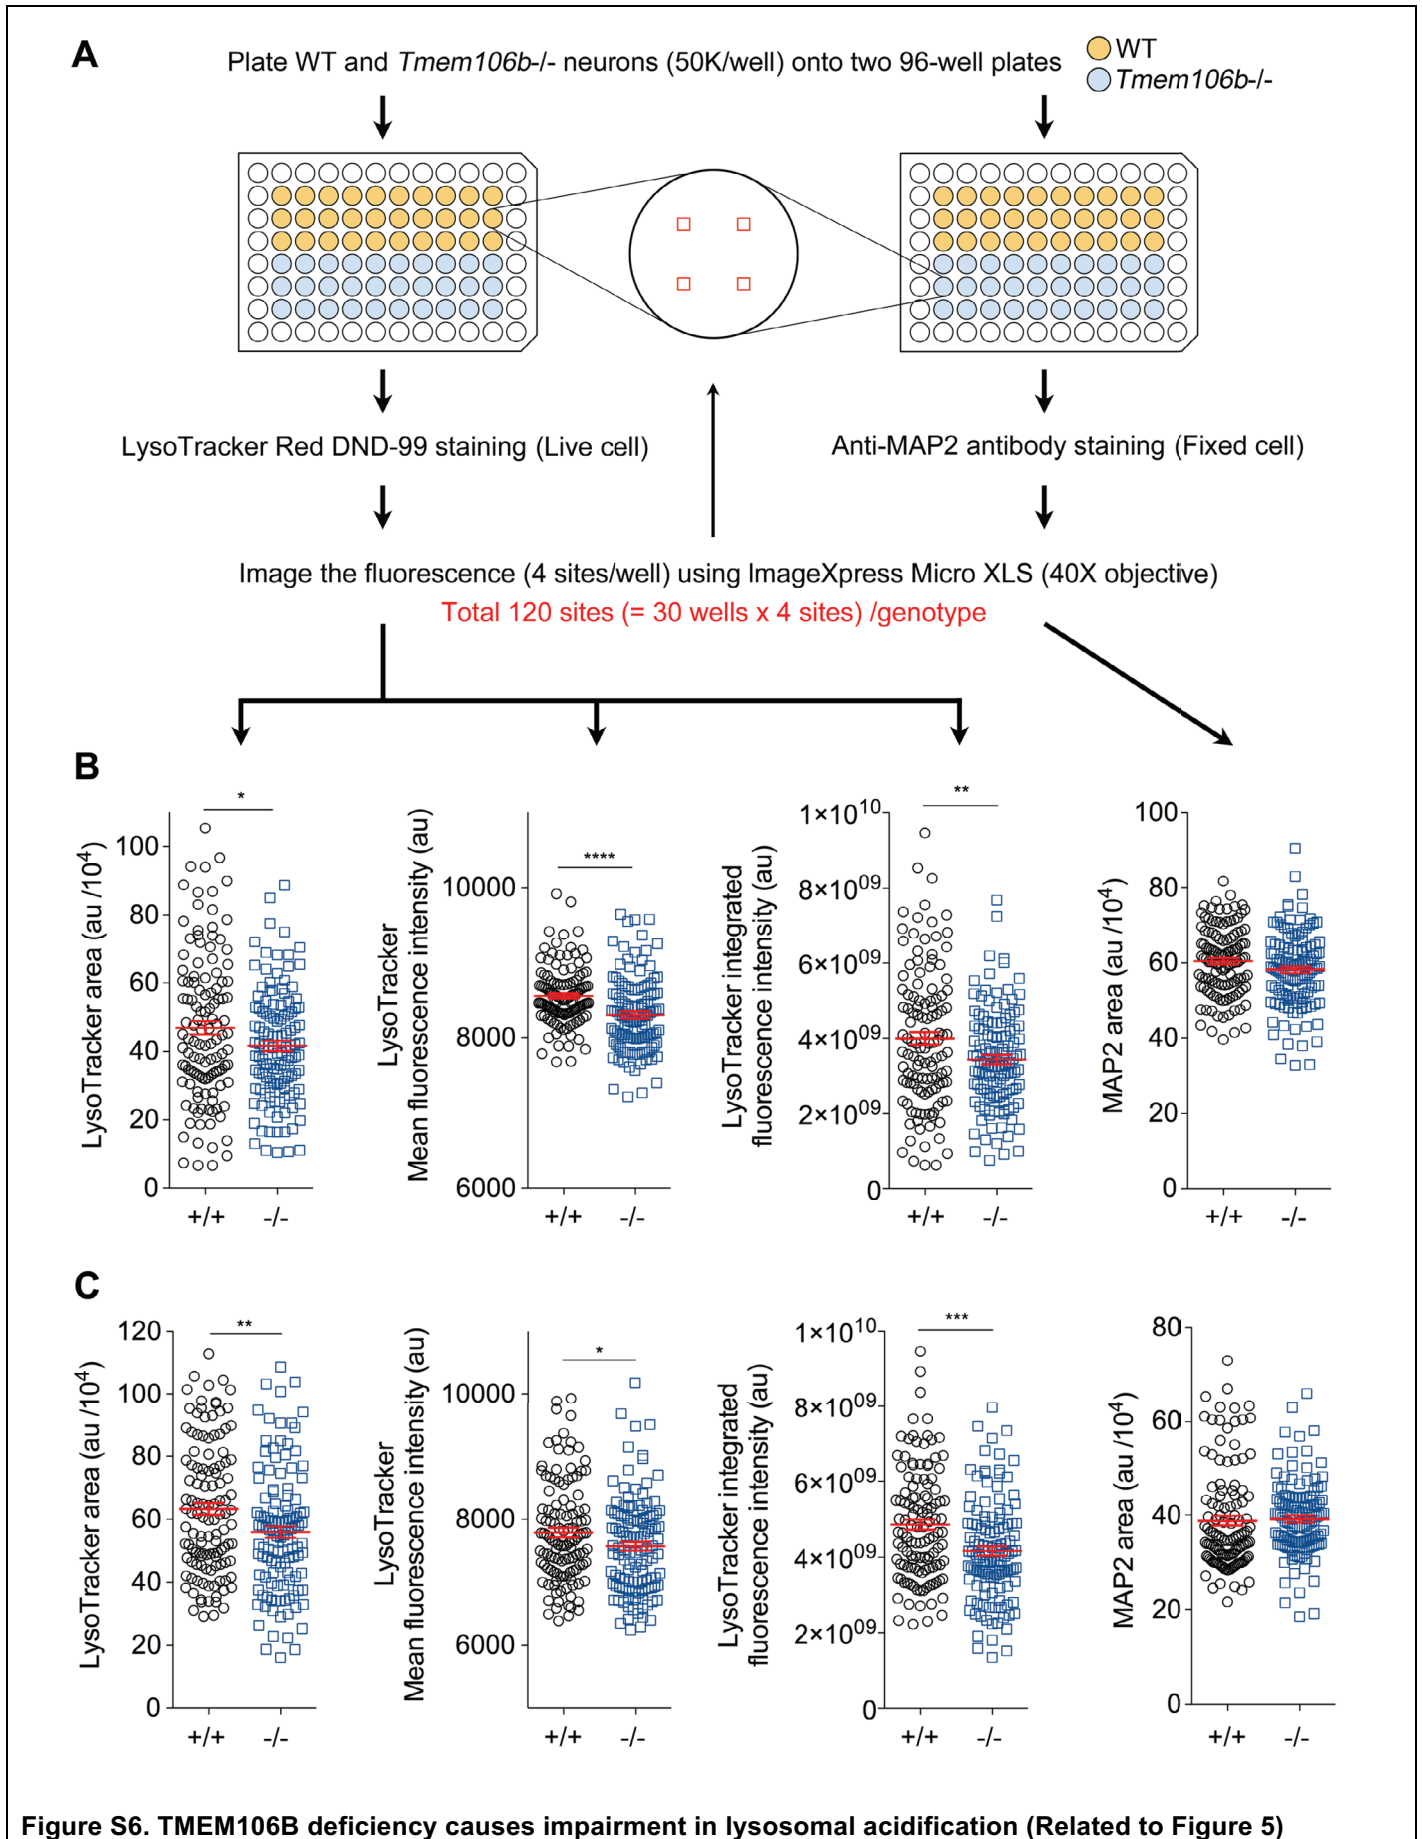 A
Plate WT and Tmem106b-/- neurons (50K/well) onto two 96-well plates
WT
Tmem106b-/-
LysoTracker Red DND-99 staining (Live cell)
Anti-MAP2 antibody staining (Fixed cell)
Image the fluorescence (4 sites/well) using ImageXpress Micro XLS (40X objective)
Total 120 sites (= 30 wells x 4 sites) /genotype
B
LysoTracker area (au /10⁴)
100
80
60
40
20
0
*
+/+
-/-
LysoTracker
Mean fluorescence intensity (au)
10000
8000
6000
****
+/+
-/-
LysoTracker integrated
fluorescence intensity (au)
1×10¹⁰
8×10⁰⁹
6×10⁰⁹
4×10⁰⁹
2×10⁰⁹
0
**
+/+
-/-
MAP2 area (au /10⁴)
100
80
60
40
20
0
+/+
-/-
C
LysoTracker area (au /10⁴)
120
100
80
60
40
20
0
**
+/+
-/-
LysoTracker
Mean fluorescence intensity (au)
10000
8000
6000
*
+/+
-/-
LysoTracker integrated
fluorescence intensity (au)
1×10¹⁰
8×10⁰⁹
6×10⁰⁹
4×10⁰⁹
2×10⁰⁹
0
***
+/+
-/-
MAP2 area (au /10⁴)
80
60
40
20
0
+/+
-/-
Figure S6. TMEM106B deficiency causes impairment in lysosomal acidification (Related to Figure 5)